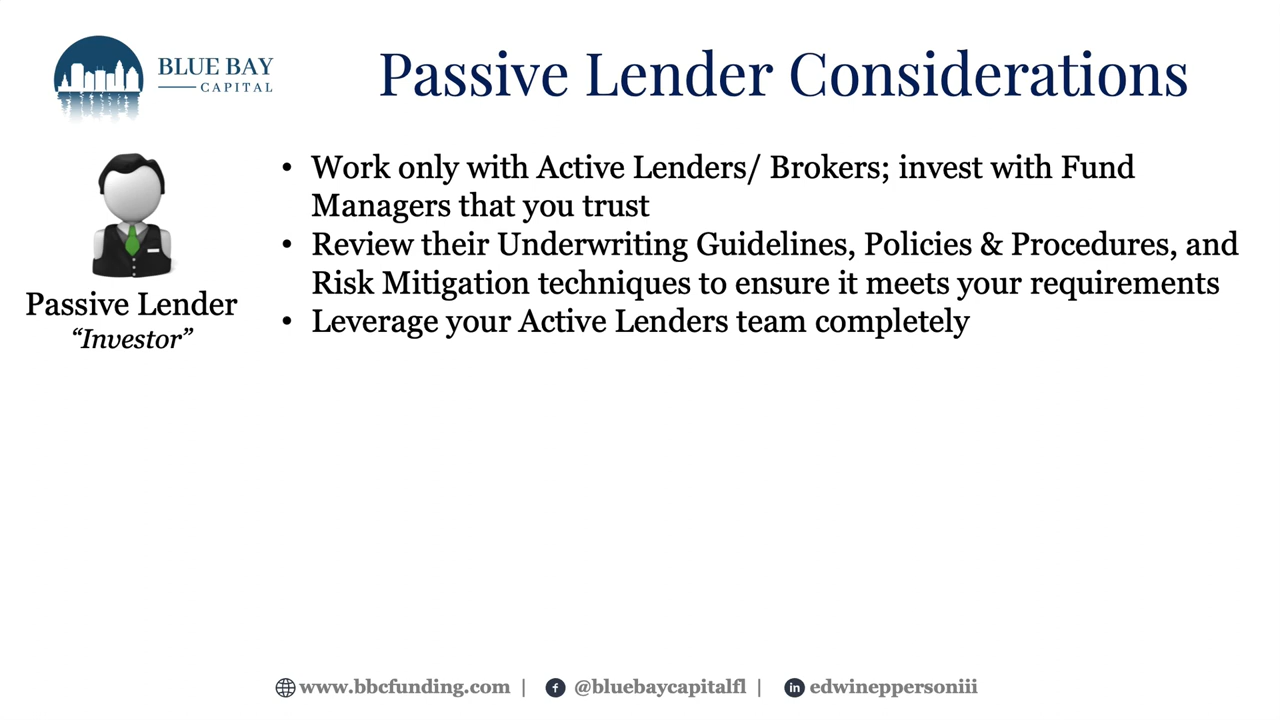 BLUE BAY
CAPITAL
Passive Lender Considerations
• Work only with Active Lenders/ Brokers; invest with Fund
Managers that you trust
• Review their Underwriting Guidelines, Policies & Procedures, and
Risk Mitigation techniques to ensure it meets your requirements
• Leverage your Active Lenders team completely
Passive Lender
“Investor”
www.bbcfunding.com | @bluebaycapitalfl | edwineppersoniii